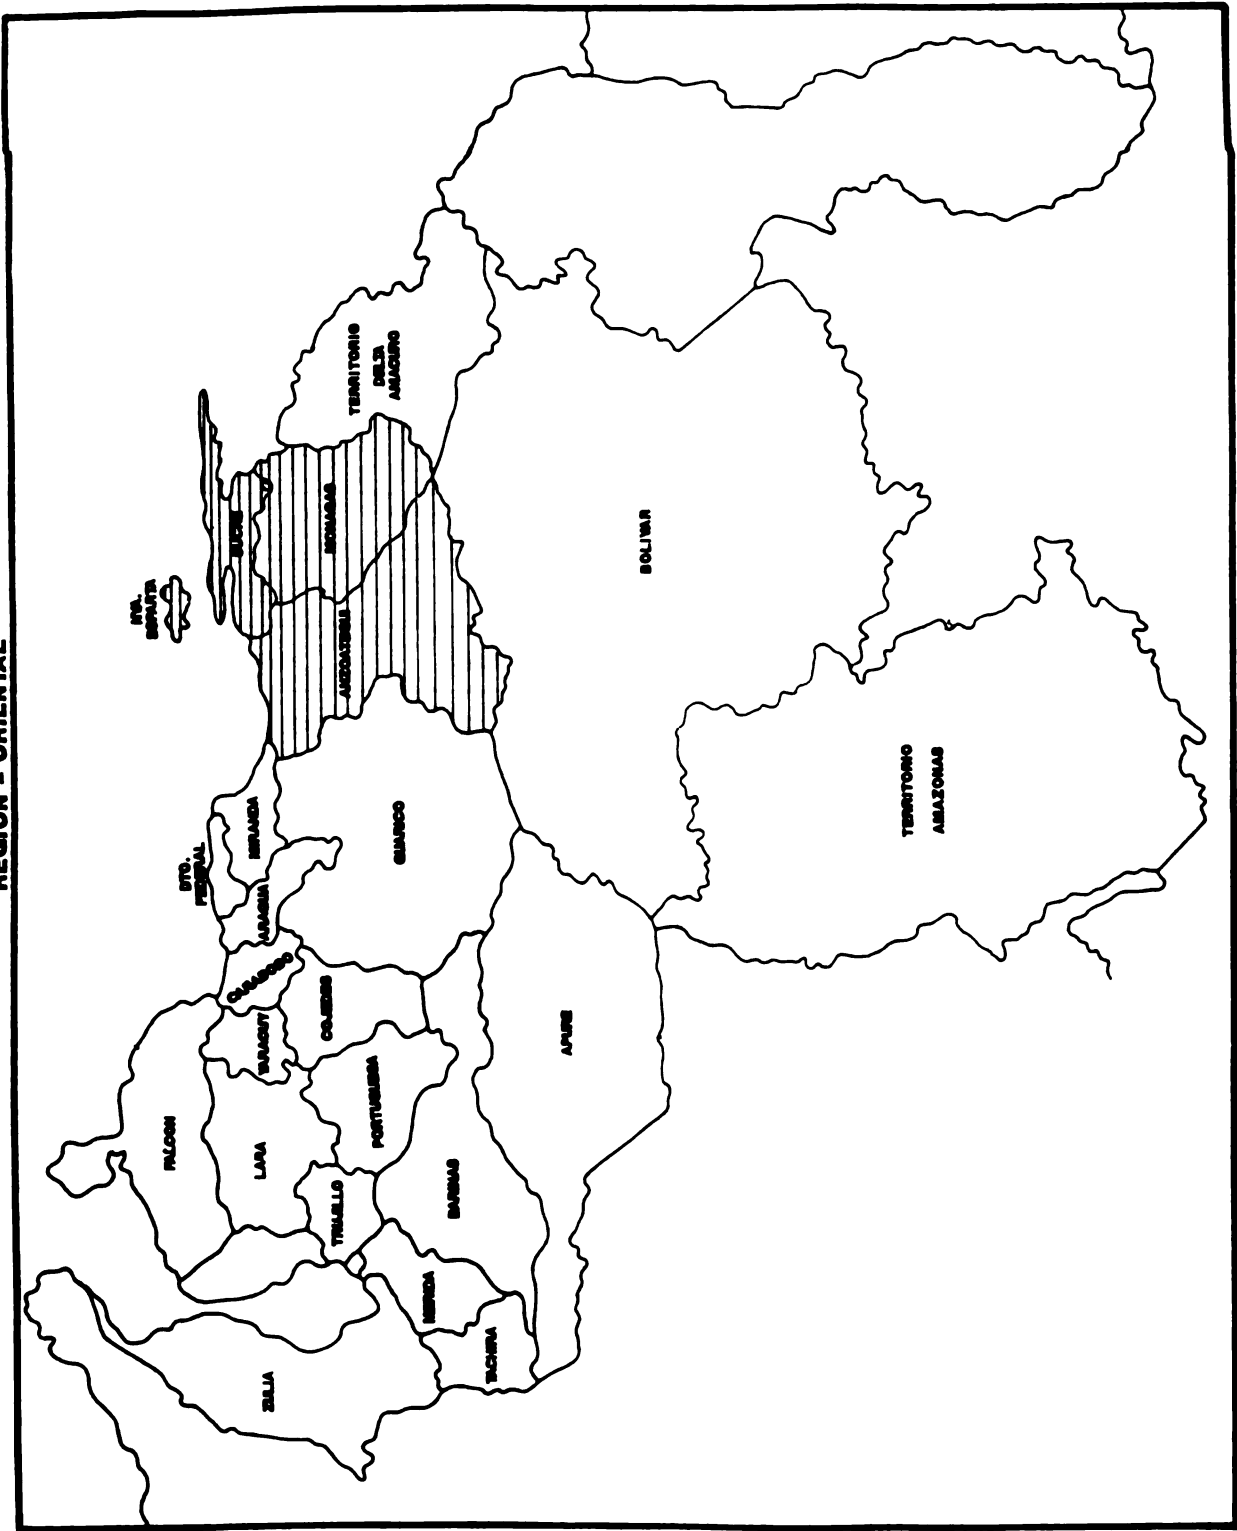 REGION - ORIENTAL
NVA.
ESPARTA
DTO.
FEDERAL
SUCRE
MONAGAS
TERRITORIO
DELTA
AMACURO
ANZOATEGUI
MIRANDA
ARAGUA
CARABOBO
YARACUY
FALCON
LARA
COJEDES
GUARICO
PORTUGUESA
TRUJILLO
ZULIA
MERIDA
BARINAS
TACHIRA
APURE
BOLIVAR
TERRITORIO
AMAZONAS